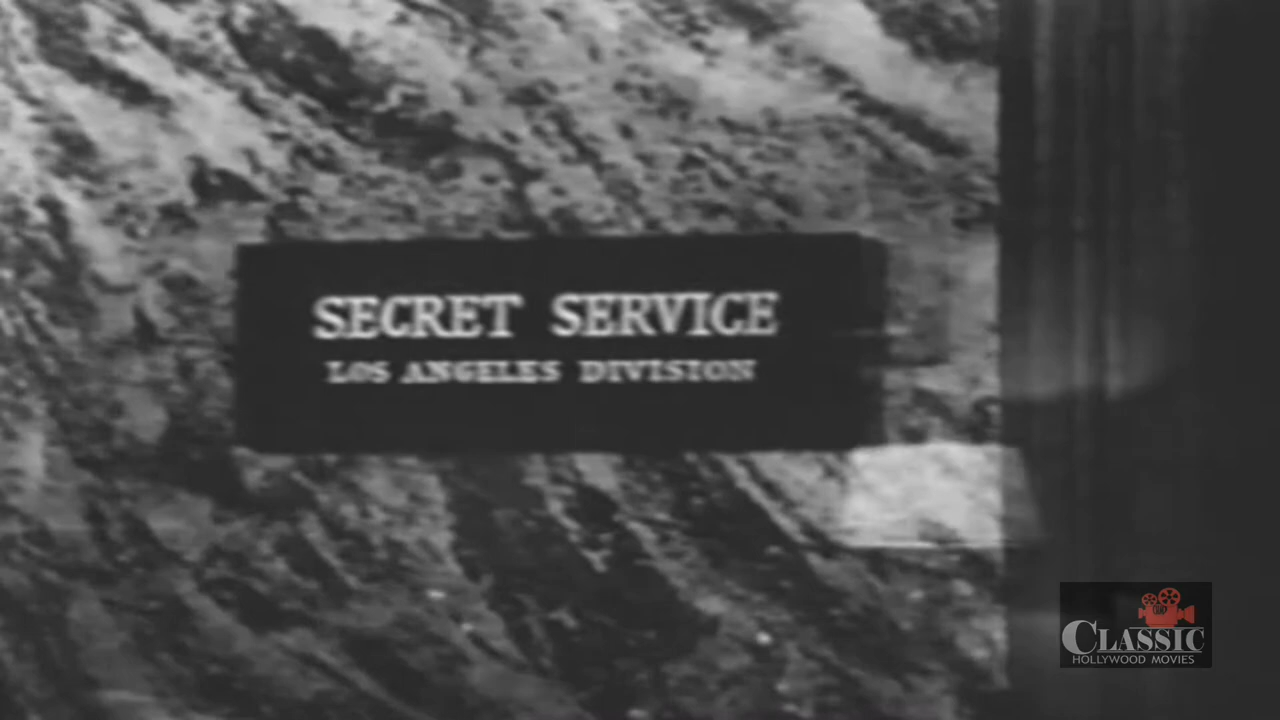 SECRET SERVICE
LOS ANGELES DIVISION
CLASSIC
HOLLYWOOD MOVIES